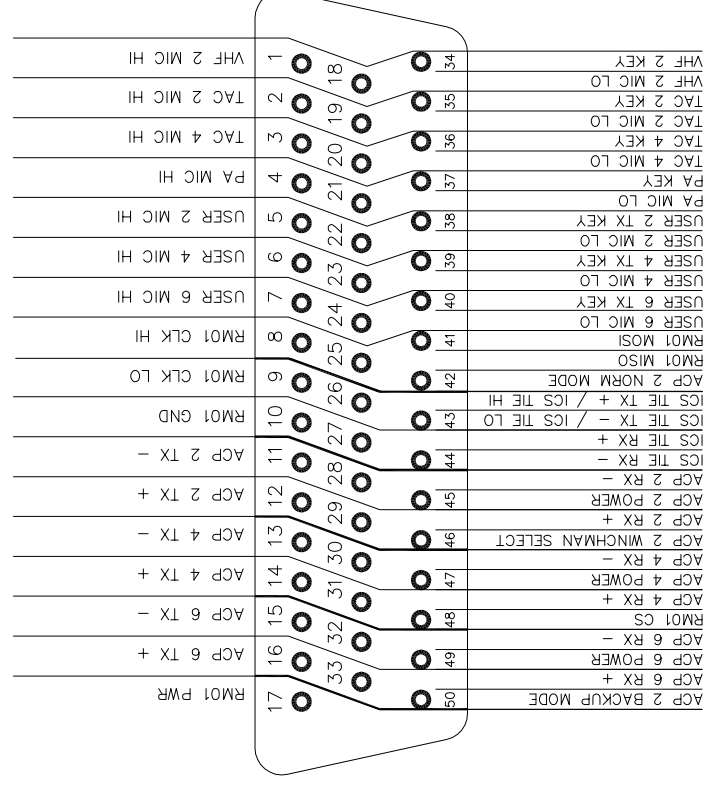 VHF 2 MIC HI
TAC 2 MIC HI
TAC 4 MIC HI
PA MIC HI
USER 2 MIC HI
USER 4 MIC HI
USER 6 MIC HI
RM01 CLK HI
RM01 CLK LO
RM01 GND
ACP 2 TX -
ACP 2 TX +
ACP 4 TX -
ACP 4 TX +
ACP 6 TX -
ACP 6 TX +
RM01 PWR
1
2
3
4
5
6
7
8
9
10
11
12
13
14
15
16
17
18
19
20
21
22
23
24
25
26
27
28
29
30
31
32
33
34
35
36
37
38
39
40
41
42
43
44
45
46
47
48
49
50
VHF 2 KEY
VHF 2 MIC LO
TAC 2 KEY
TAC 2 MIC LO
TAC 4 KEY
TAC 4 MIC LO
PA KEY
PA MIC LO
USER 2 TX KEY
USER 2 MIC LO
USER 4 TX KEY
USER 4 MIC LO
USER 6 TX KEY
USER 6 MIC LO
RM01 MOSI
RM01 MISO
ACP 2 NORM MODE
ICS TIE TX + / ICS TIE HI
ICS TIE TX - / ICS TIE LO
ICS TIE RX +
ICS TIE RX -
ACP 2 RX -
ACP 2 POWER
ACP 2 RX +
ACP 2 WINCHMAN SELECT
ACP 4 RX -
ACP 4 POWER
ACP 4 RX +
RM01 CS
ACP 6 RX -
ACP 6 POWER
ACP 6 RX +
ACP 2 BACKUP MODE